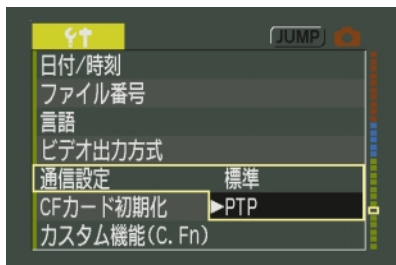 JUMP
日付/時刻
ファイル番号
言語
ビデオ出力方式
通信設定 標準
CFカード初期化 ▶PTP
カスタム機能(C.Fn)